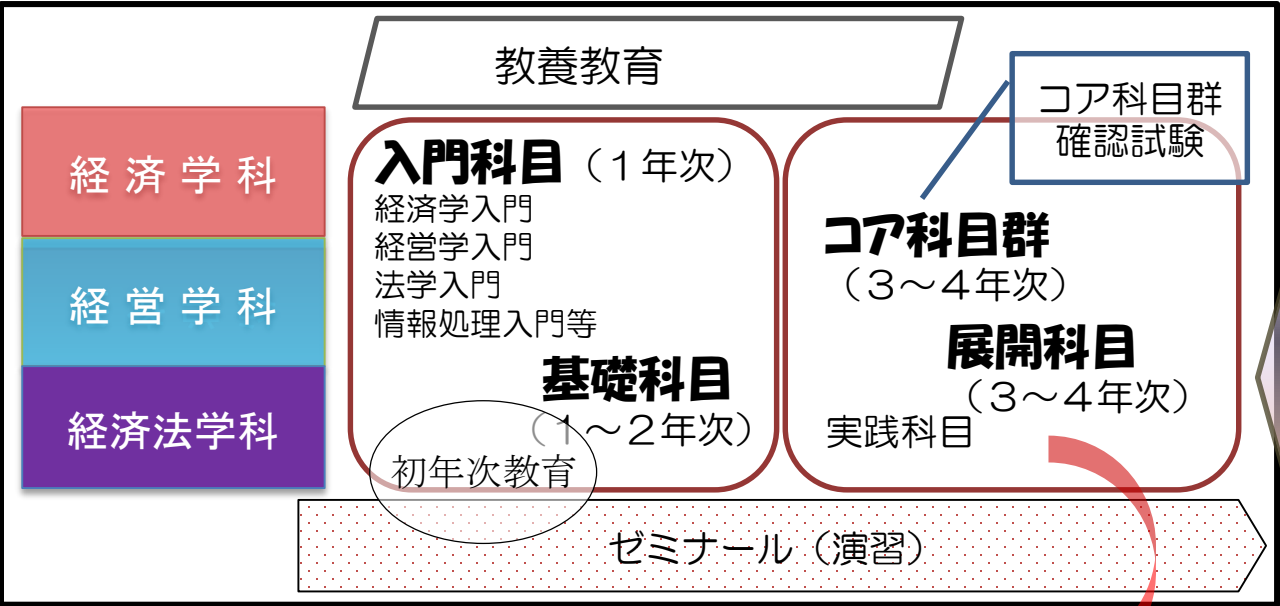 教養教育
コア科目群
確認試験
経済学科
経営学科
経済法学科
入門科目（１年次）
経済学入門
経営学入門
法学入門
情報処理入門等
基礎科目
（１～２年次）
初年次教育
コア科目群
（３～４年次）
展開科目
（３～４年次）
実践科目
ゼミナール（演習）